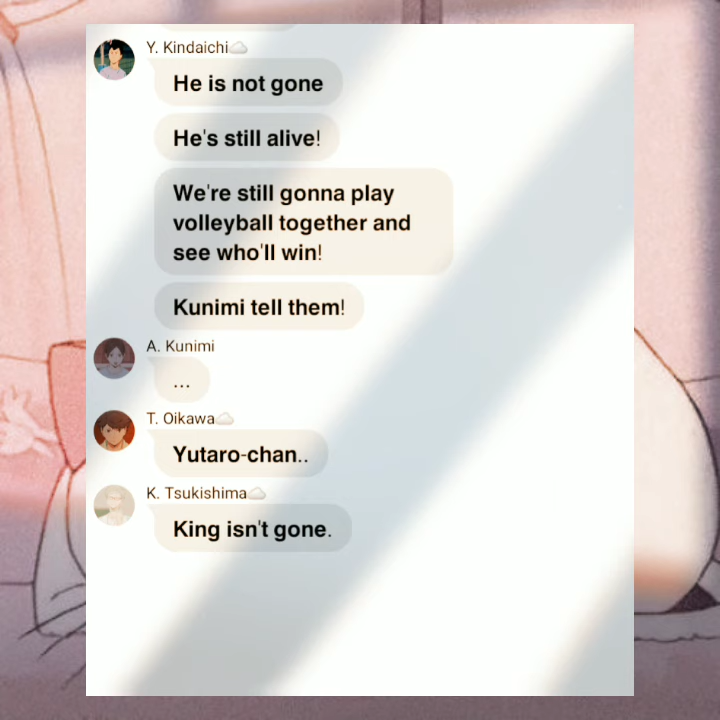 Y. Kindaichi☁️
He is not gone
He's still alive!
We're still gonna play
volleyball together and
see who'll win!
Kunimi tell them!
A. Kunimi
...
T. Oikawa☁️
Yutaro-chan..
K. Tsukishima☁️
King isn't gone.